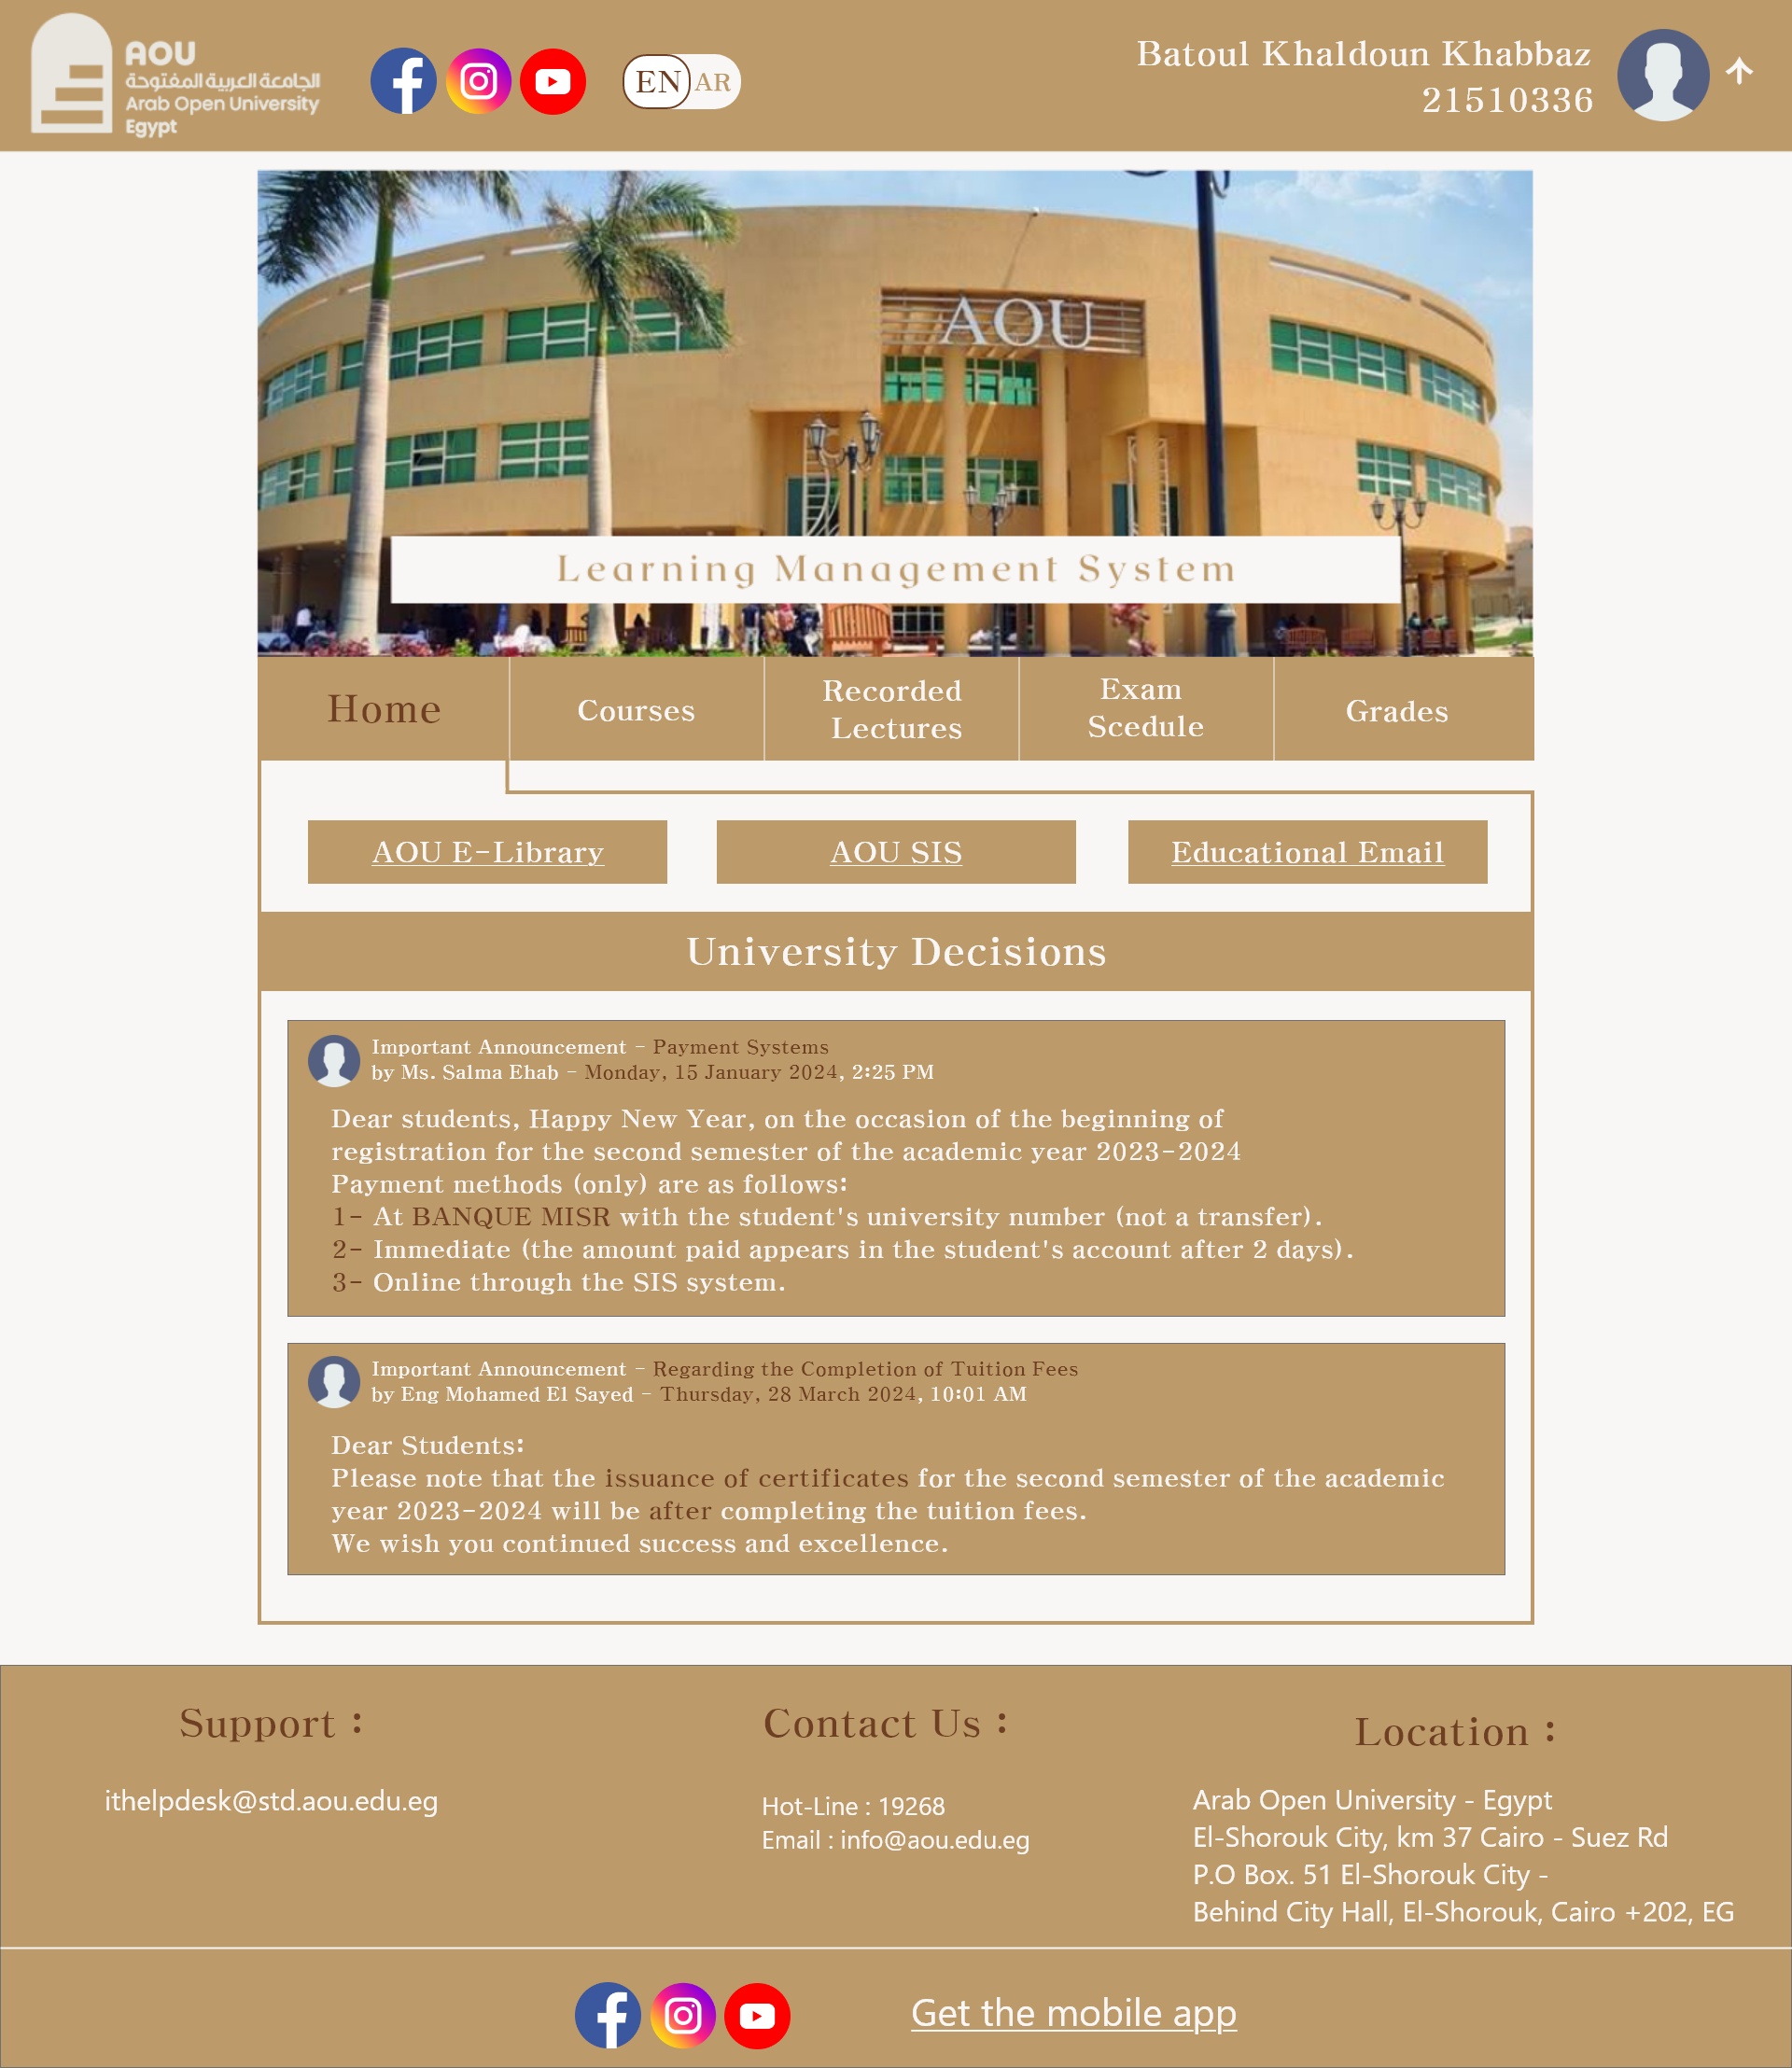 AOU
الجامعة العربية المفتوحة
Arab Open University
Egypt
EN AR
Batoul Khaldoun Khabbaz
21510336
AOU
Learning Management System
Home
Courses
Recorded
Lectures
Exam
Scedule
Grades
AOU E-Library
AOU SIS
Educational Email
University Decisions
Important Announcement - Payment Systems
by Ms. Salma Ehab - Monday, 15 January 2024, 2:25 PM
Dear students, Happy New Year, on the occasion of the beginning of
registration for the second semester of the academic year 2023-2024
Payment methods (only) are as follows:
1- At BANQUE MISR with the student's university number (not a transfer).
2- Immediate (the amount paid appears in the student's account after 2 days).
3- Online through the SIS system.
Important Announcement - Regarding the Completion of Tuition Fees
by Eng Mohamed El Sayed - Thursday, 28 March 2024, 10:01 AM
Dear Students:
Please note that the issuance of certificates for the second semester of the academic
year 2023-2024 will be after completing the tuition fees.
We wish you continued success and excellence.
Support :
ithelpdesk@std.aou.edu.eg
Contact Us :
Hot-Line : 19268
Email : info@aou.edu.eg
Location :
Arab Open University - Egypt
El-Shorouk City, km 37 Cairo - Suez Rd
P.O Box. 51 El-Shorouk City -
Behind City Hall, El-Shorouk, Cairo +202, EG
Get the mobile app